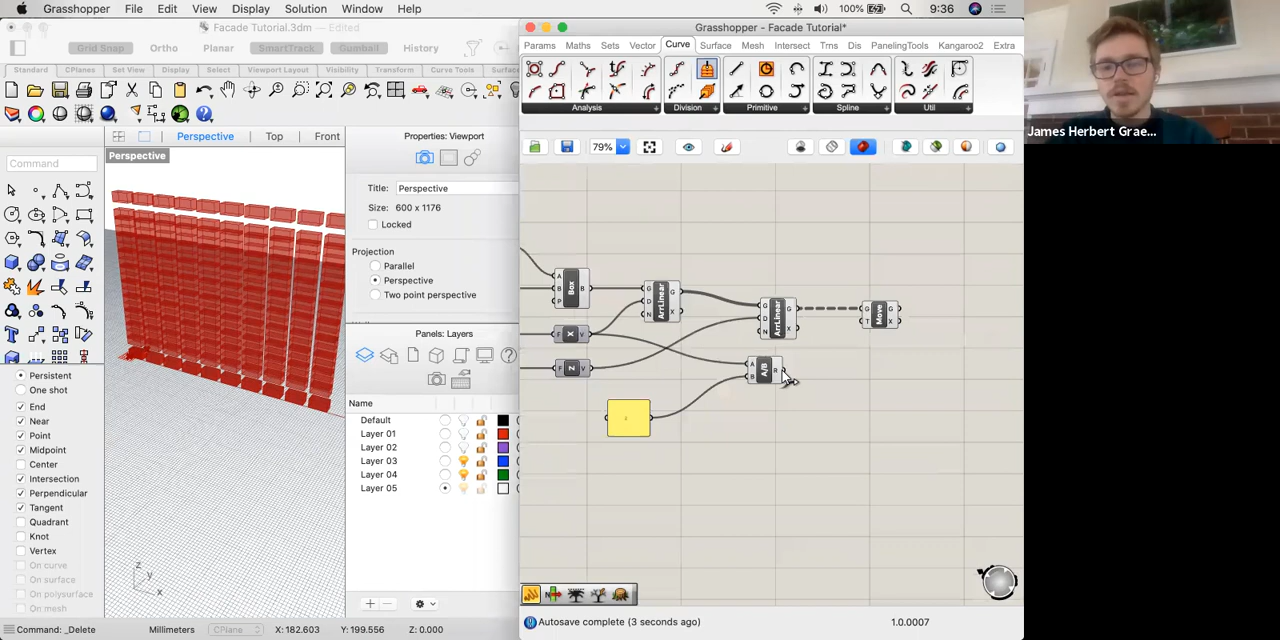 Grasshopper File Edit View Display Solution Window Help 100% 9:36
Facade Tutorial.3dm — Edited
Grid Snap Ortho Planar SmartTrack Gumball History
Standard CPlanes Set View Display Select Viewport Layout Visibility Transform Curve Tools
Perspective Top Front
Command
Perspective
Properties: Viewport
Title: Perspective
Size: 600 x 1176
Locked
Projection
Parallel
Perspective
Two point perspective
Panels: Layers
Name
Default
Layer 01
Layer 02
Layer 03
Layer 04
Layer 05
Persistent
One shot
End
Near
Point
Midpoint
Center
Intersection
Perpendicular
Tangent
Quadrant
Knot
Vertex
On curve
On surface
On polysurface
On mesh
z
y
x
Command: _Delete Millimeters CPlane X: 182.603 Y: 199.556 Z: 0.000
Grasshopper - Facade Tutorial*
Params Maths Sets Vector Curve Surface Mesh Intersect Trns Dis PanelingTools Kangaroo2 Extra
Analysis Division Primitive Spline Util
79%
A B P Box B
G D N ArrLinear G X
G D N ArrLinear G X
G T Move G X
F X V
F Z V
A B A/B R
Autosave complete (3 seconds ago) 1.0.0007
James Herbert Grae...